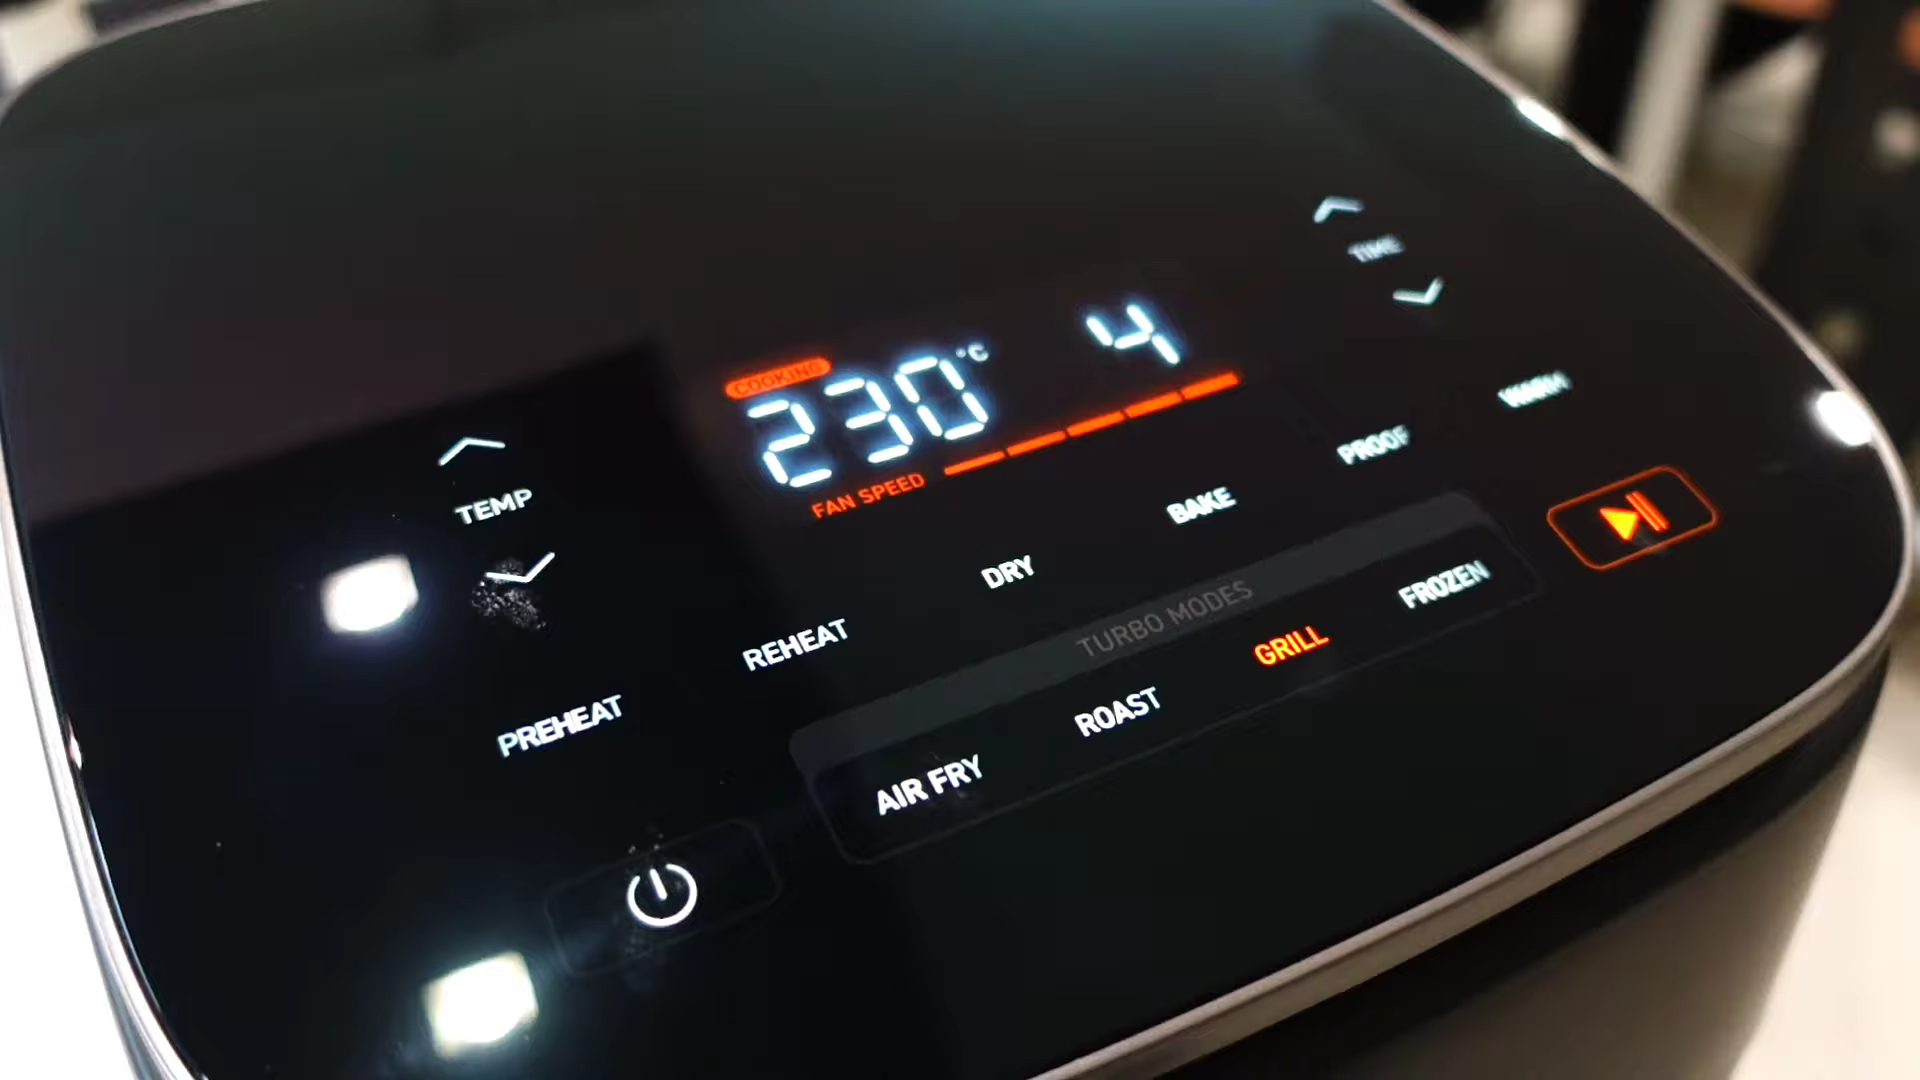 TIME
4
COOKING
230°C
FAN SPEED
TEMP
WARM
PROOF
BAKE
DRY
REHEAT
PREHEAT
TURBO MODES
FROZEN
GRILL
ROAST
AIR FRY